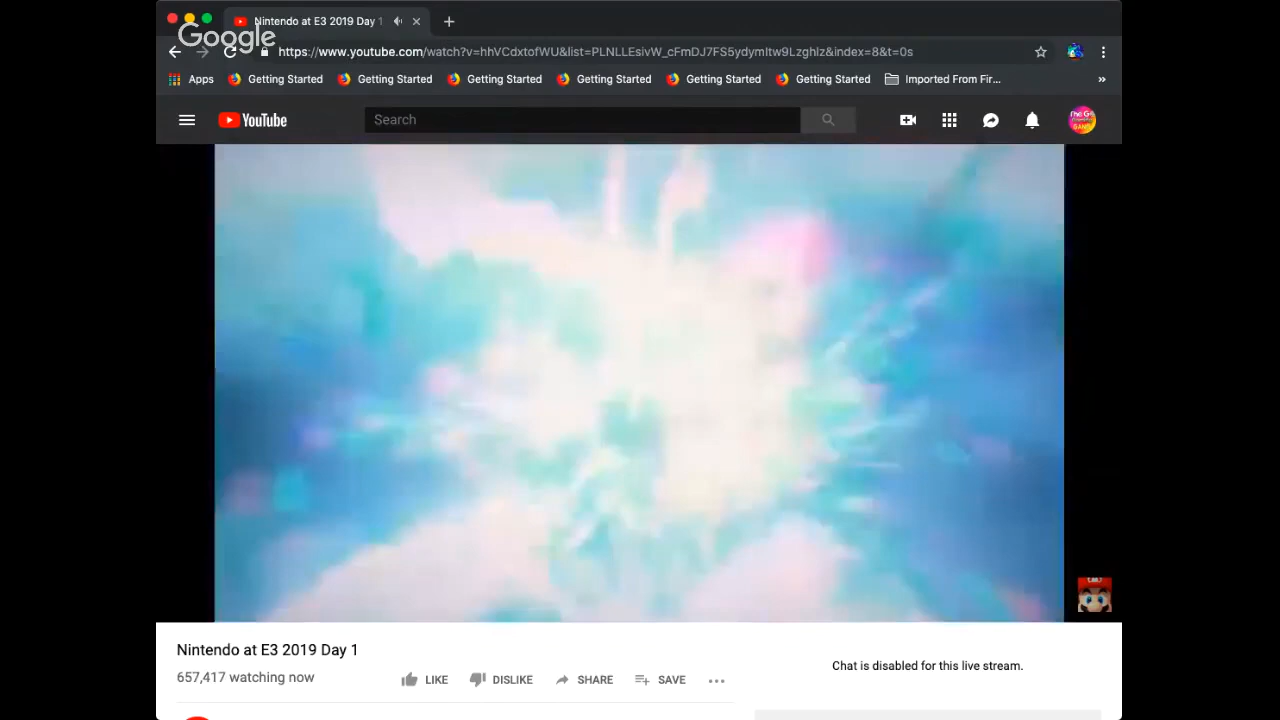 Nintendo at E3 2019 Day 1
Google
https://www.youtube.com/watch?v=hhVCdxtofWU&list=PLNLLEsivW_cFmDJ7FS5ydymItw9Lzghlz&index=8&t=0s
Apps Getting Started Getting Started Getting Started Getting Started Getting Started Getting Started Imported From Fir... »
YouTube Search
Nintendo at E3 2019 Day 1
657,417 watching now
LIKE DISLIKE SHARE SAVE
Chat is disabled for this live stream.